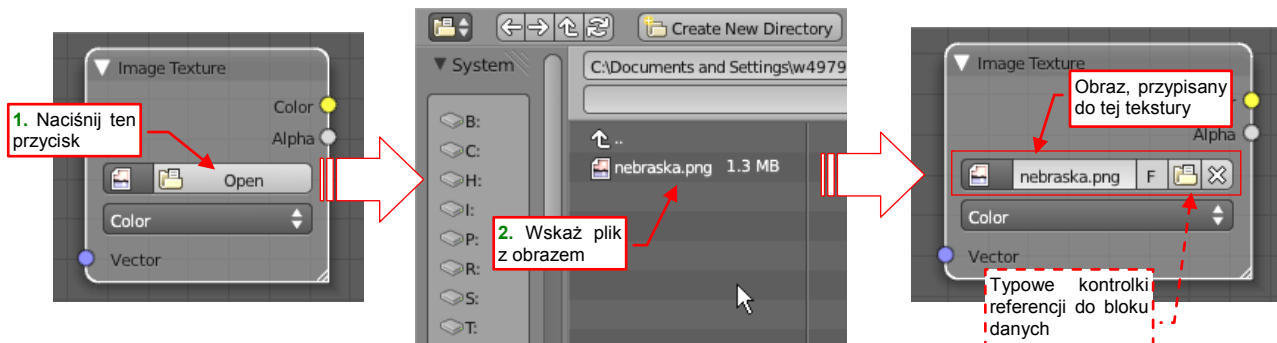 Image Texture
Color
1. Naciśnij ten
przycisk
Alpha
Open
Color
Vector
Create New Directory
System
C:\Documents and Settings\w4979
B:
C:
H:
I:
P:
R:
S:
T:
..
nebraska.png 1.3 MB
2. Wskaż plik
z obrazem
Image Texture
Obraz, przypisany
do tej tekstury
Alpha
nebraska.png F
Color
Vector
Typowe kontrolki
referencji do bloku
danych